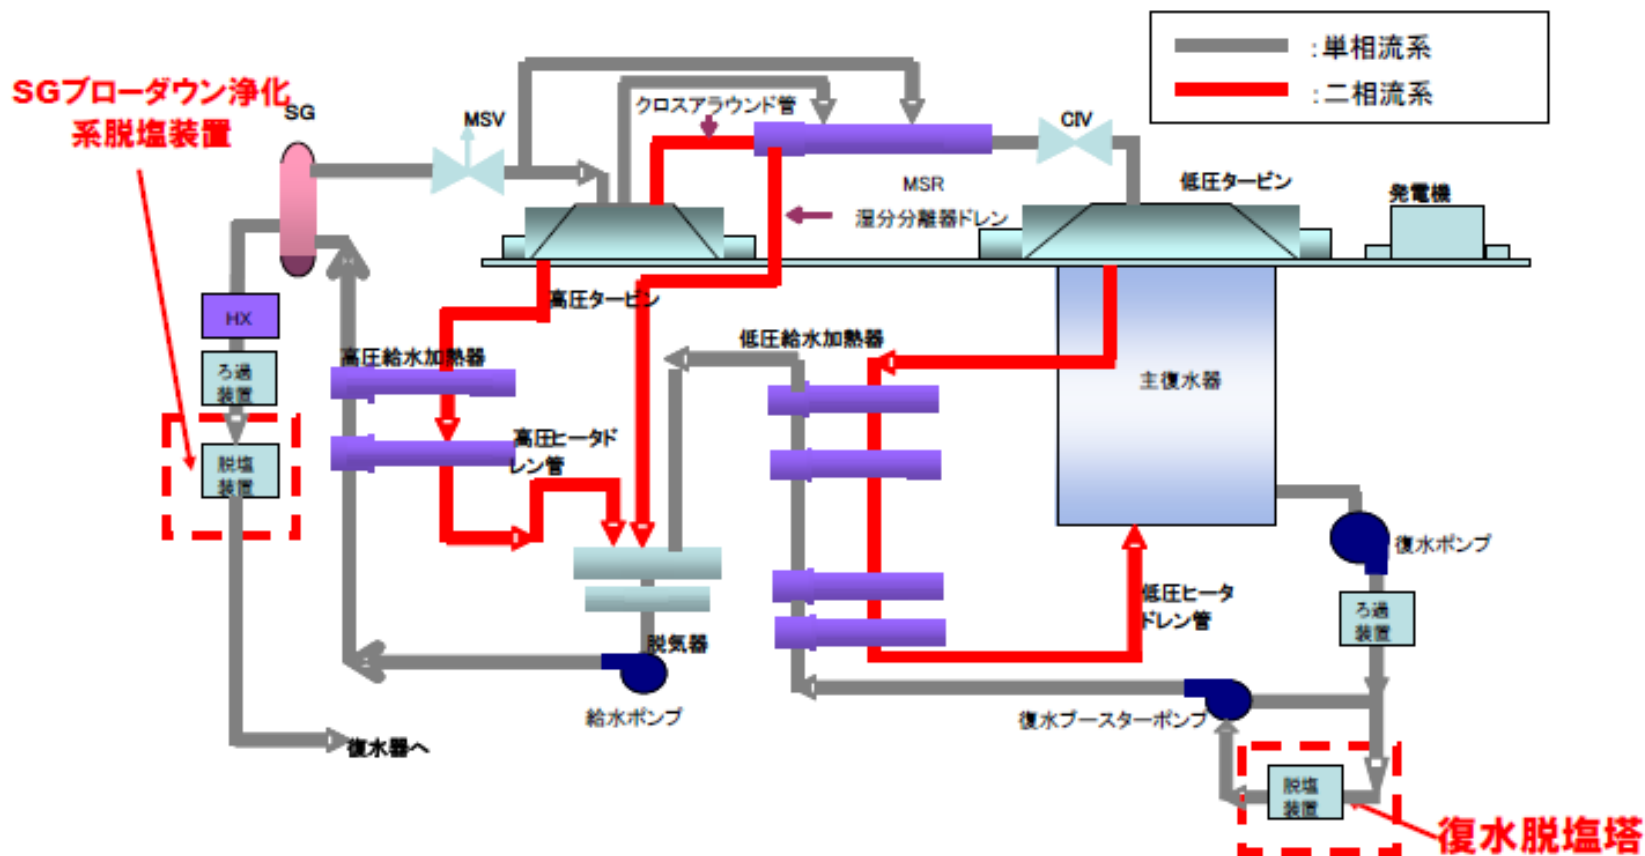 :単相流系
:二相流系
SGブローダウン浄化
系脱塩装置
SG
MSV
クロスアラウンド管
CIV
MSR
湿分分離器ドレン
低圧タービン
発電機
高圧タービン
HX
ろ過
装置
脱塩
装置
高圧給水加熱器
高圧ヒータド
レン管
低圧給水加熱器
主復水器
復水ポンプ
ろ過
装置
低圧ヒータ
ドレン管
脱気器
給水ポンプ
復水ブースターポンプ
復水器へ
脱塩
装置
復水脱塩塔